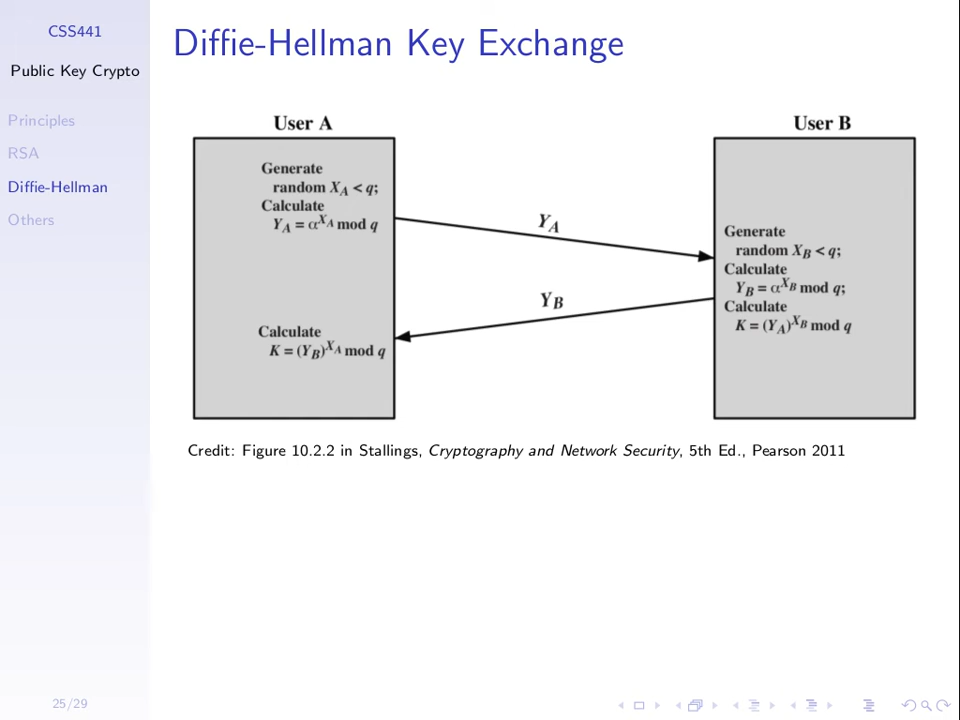 CSS441
Public Key Crypto
Principles
RSA
Diffie-Hellman
Others
25/29
Diffie-Hellman Key Exchange
User A
Generate
random X_A < q;
Calculate
Y_A = α^{X_A} mod q
Calculate
K = (Y_B)^{X_A} mod q
Y_A
Y_B
User B
Generate
random X_B < q;
Calculate
Y_B = α^{X_B} mod q;
Calculate
K = (Y_A)^{X_B} mod q
Credit: Figure 10.2.2 in Stallings, Cryptography and Network Security, 5th Ed., Pearson 2011